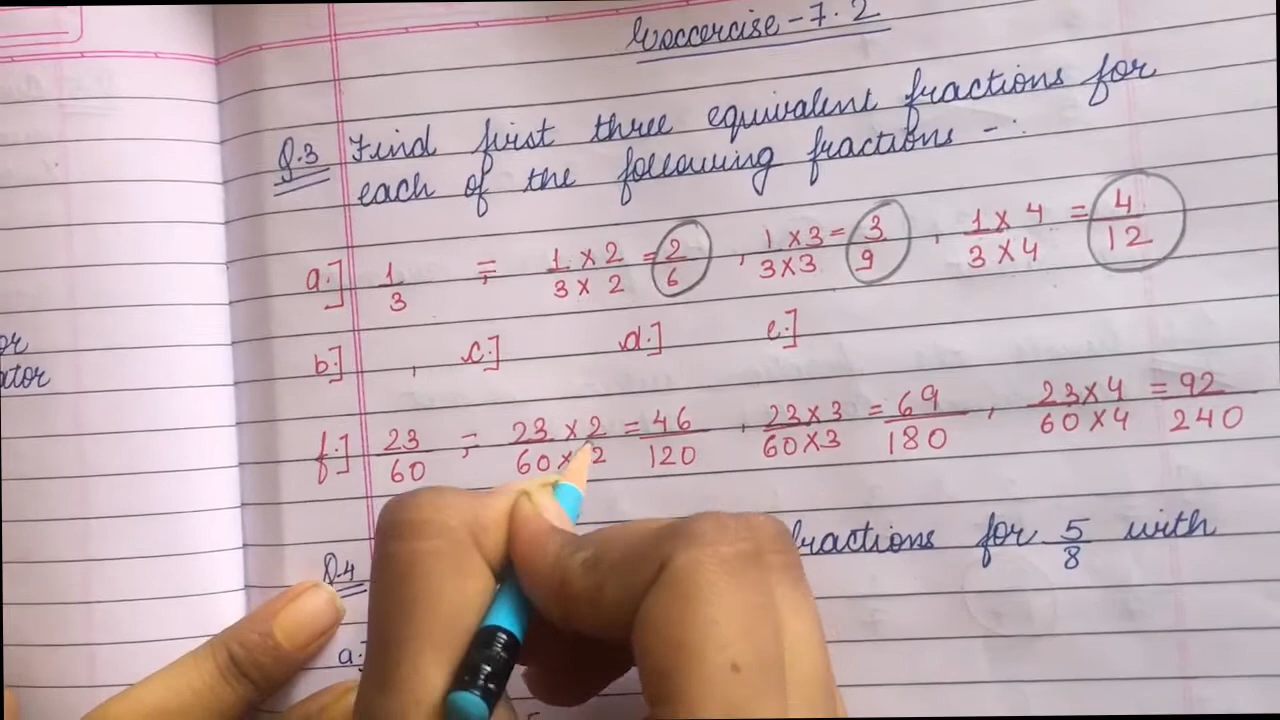 Exercise - 7.2
Q.3 Find first three equivalent fractions for
each of the following fractions -:
a.] 1/3 = 1 × 2 / 3 × 2 = 2/6, 1 × 3 / 3 × 3 = 3/9, 1 × 4 / 3 × 4 = 4/12
b.] , c.] d.] e.]
f.] 23/60 = 23 × 2 / 60 × 2 = 46/120, 23 × 3 / 60 × 3 = 69/180, 23 × 4 / 60 × 4 = 92/240
Q.4 fractions for 5/8 with
a.